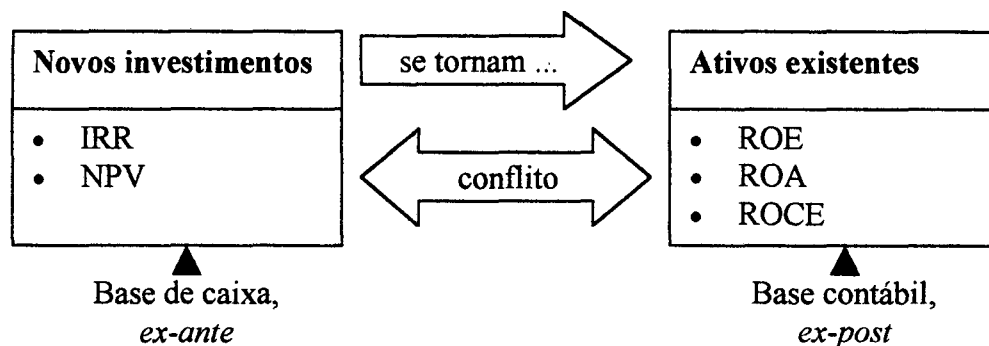 Novos investimentos
• IRR
• NPV
Base de caixa,
ex-ante
se tornam ...
conflito
Ativos existentes
• ROE
• ROA
• ROCE
Base contábil,
ex-post